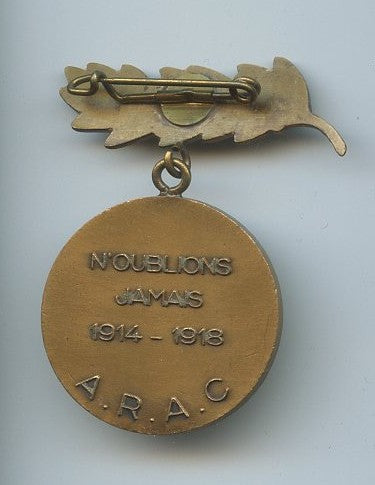 N'OUBLIONS
JAMAIS
1914 - 1918
A.R.A.C